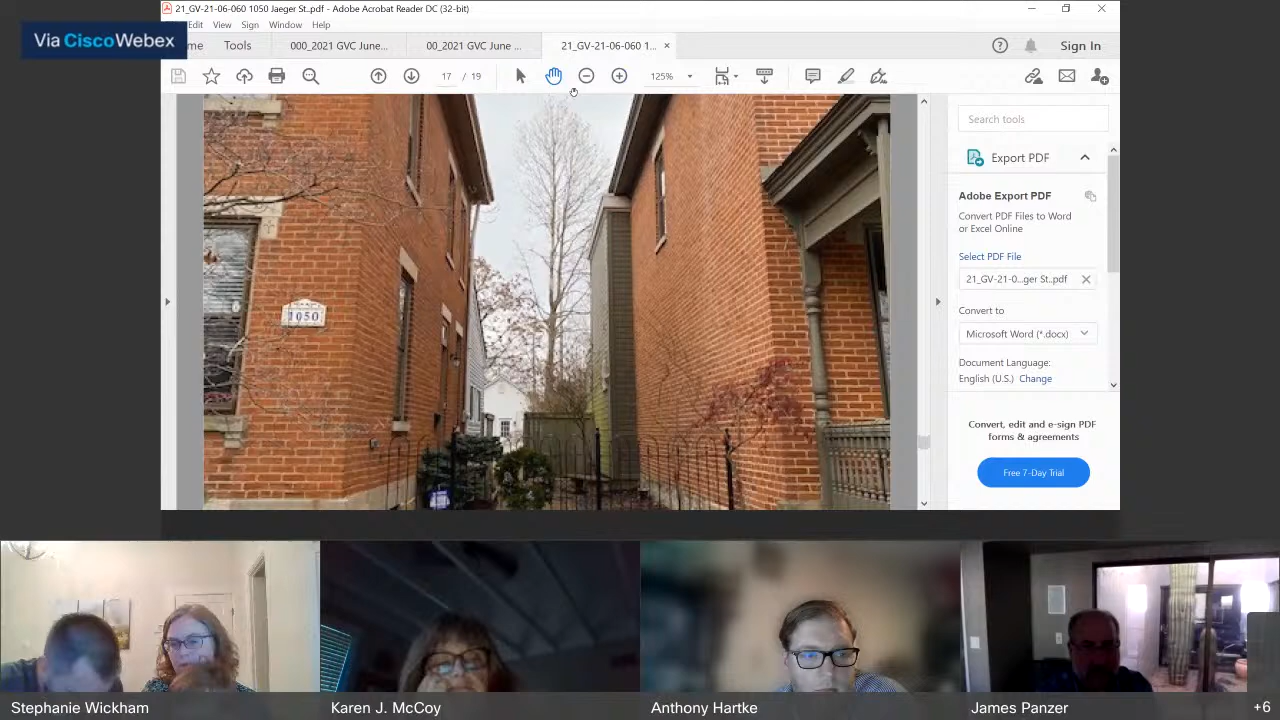 21_GV-21-06-060 1050 Jaeger St..pdf - Adobe Acrobat Reader DC (32-bit)
Edit View Sign Window Help
Via CiscoWebex
Tools
000_2021 GVC June...
00_2021 GVC June ...
21_GV-21-06-060 1... ×
Sign In
17 / 19
125%
Search tools
Export PDF
Adobe Export PDF
Convert PDF Files to Word
or Excel Online
Select PDF File
21_GV-21-0...ger St..pdf
Convert to
Microsoft Word (*.docx)
Document Language:
English (U.S.) Change
Convert, edit and e-sign PDF
forms & agreements
Free 7-Day Trial
1050
Stephanie Wickham
Karen J. McCoy
Anthony Hartke
James Panzer
+6